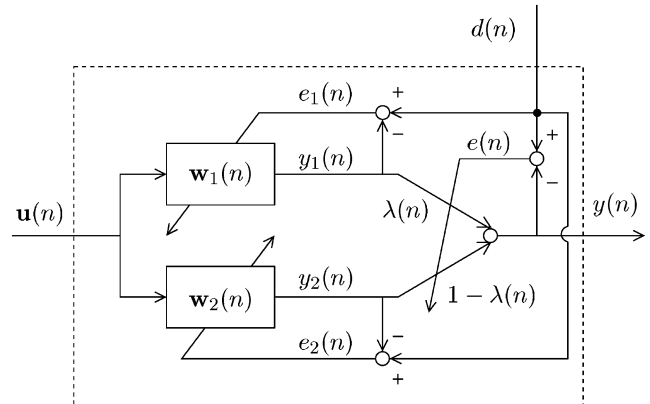 d(n)
e₁(n)
+
−
+
e(n)
−
w₁(n)
y₁(n)
u(n)
λ(n)
y(n)
w₂(n)
y₂(n)
1 − λ(n)
−
e₂(n)
+